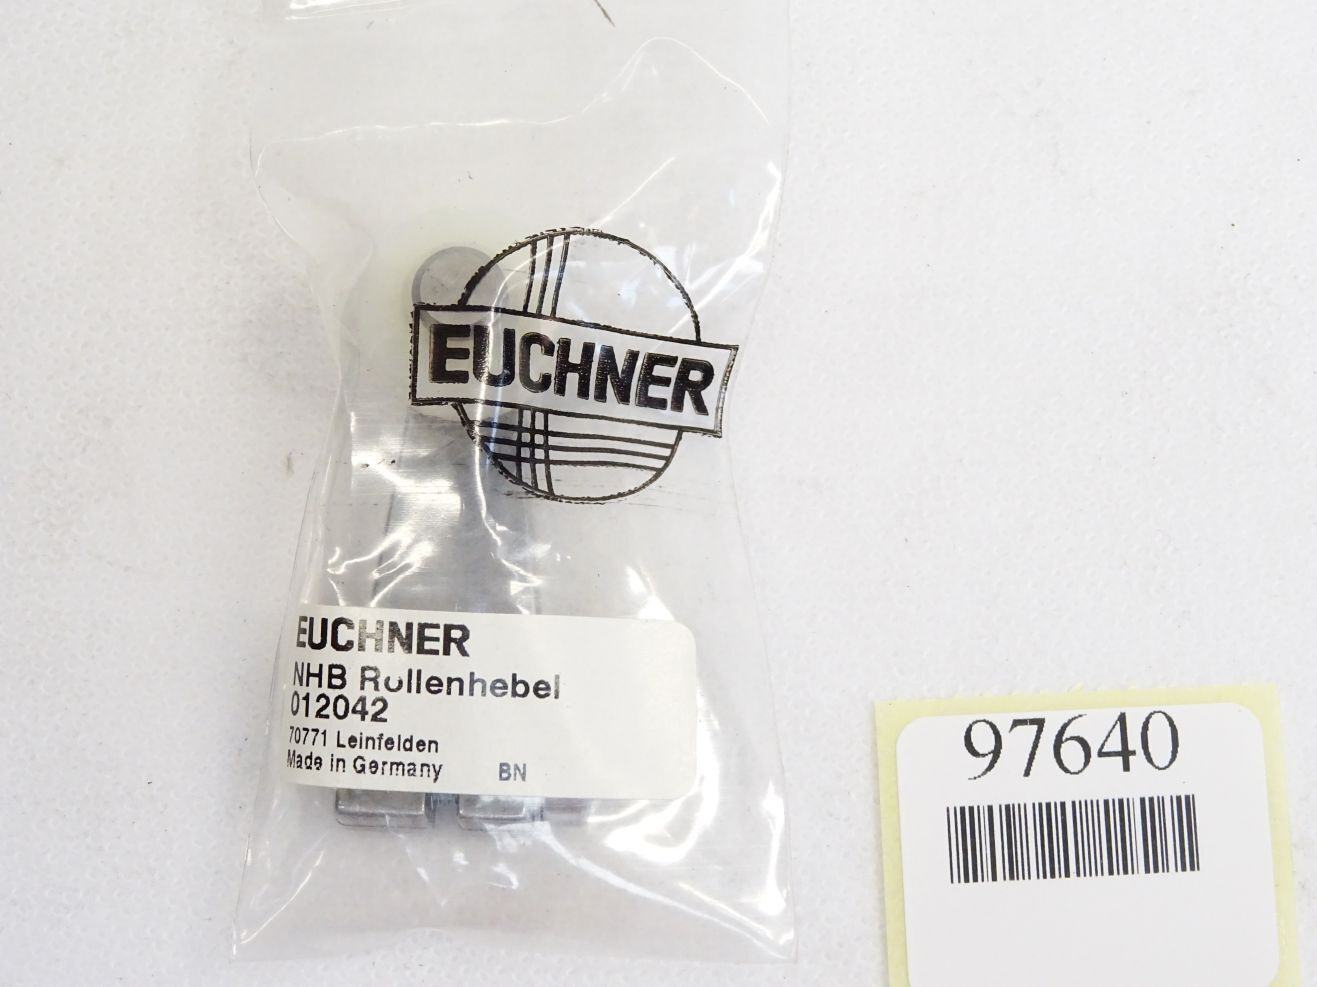 EUCHNER
EUCHNER
NHB Rollenhebel
012042
70771 Leinfelden
Made in Germany BN
97640